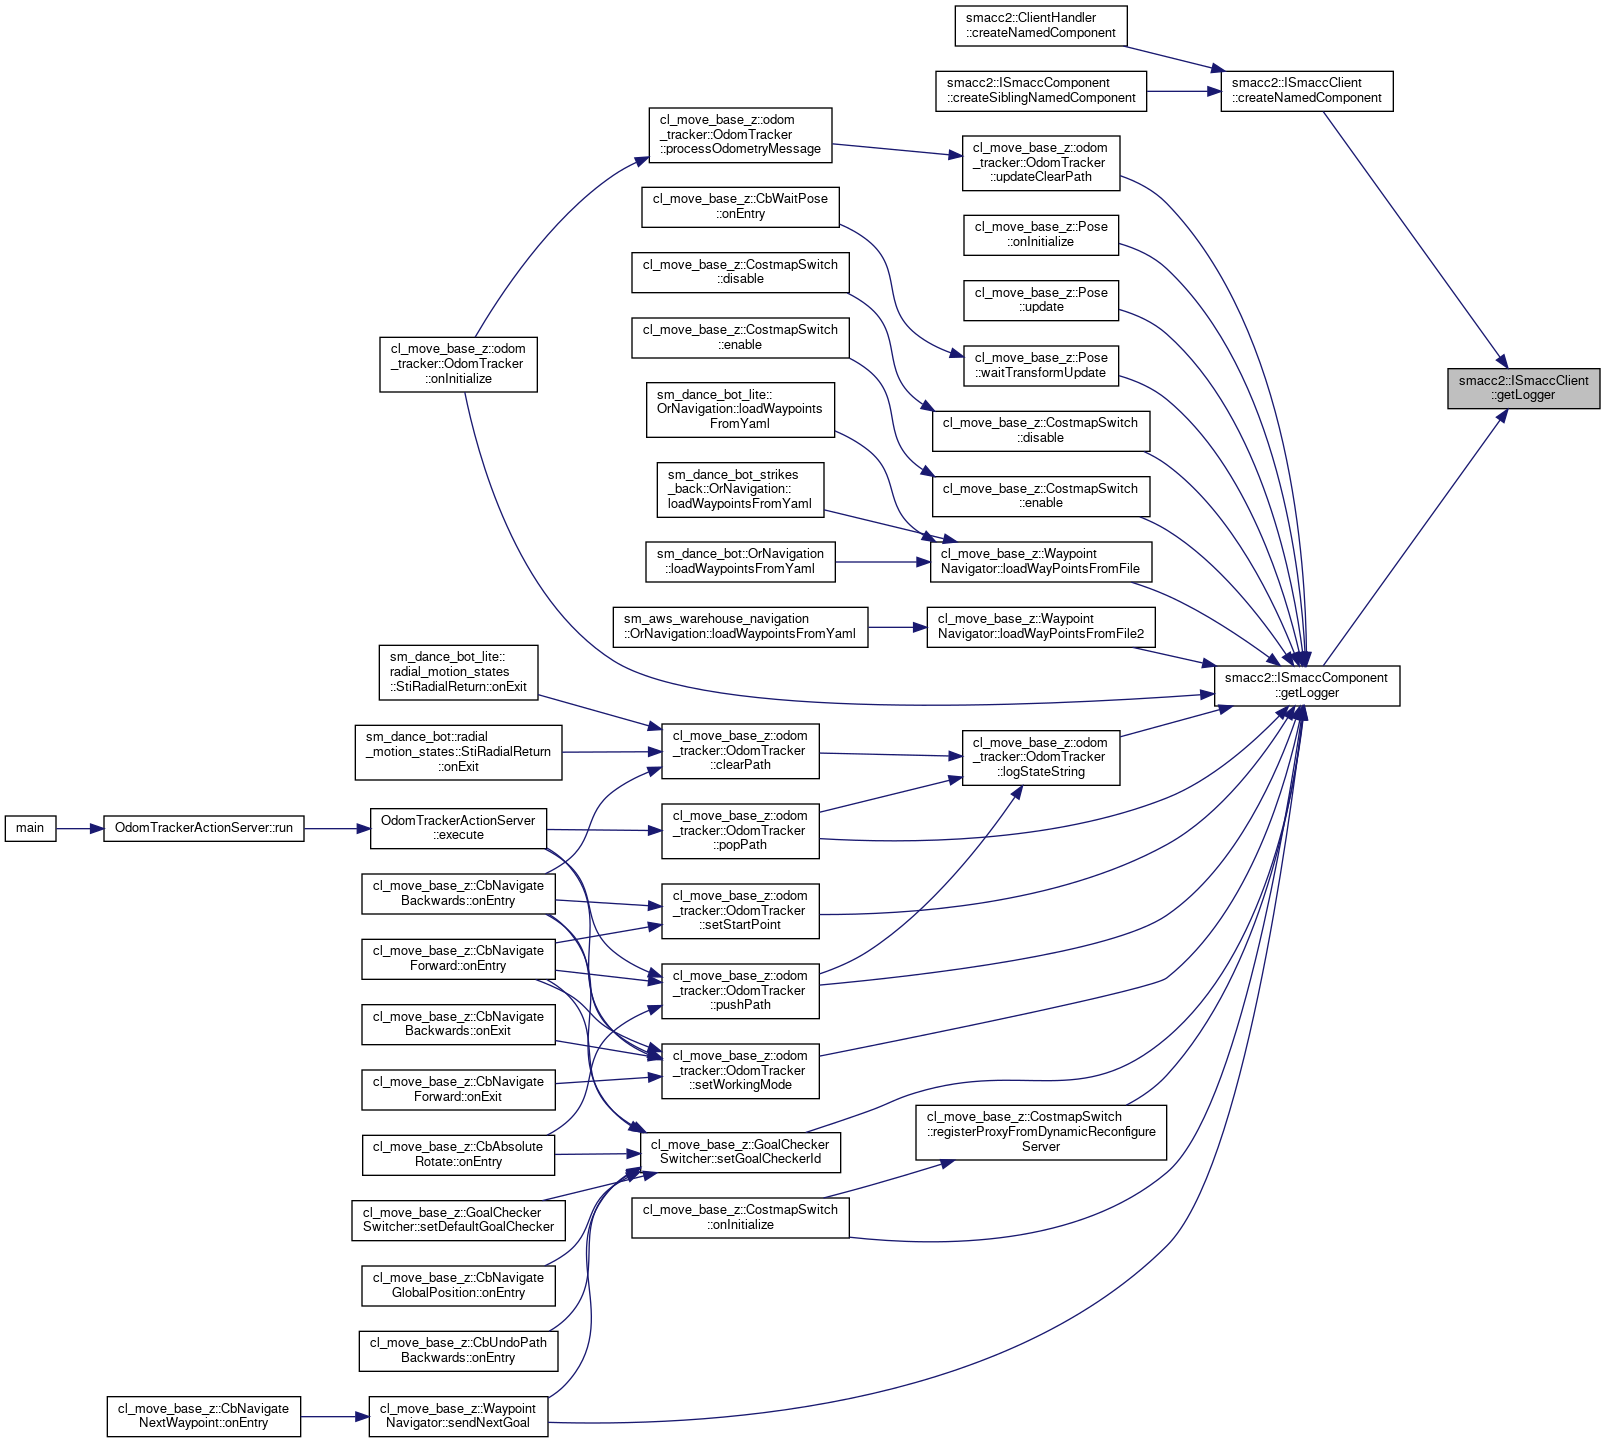 smacc2::ClientHandler
::createNamedComponent
smacc2::ISmaccComponent
::createSiblingNamedComponent
smacc2::ISmaccClient
::createNamedComponent
cl_move_base_z::odom
_tracker::OdomTracker
::processOdometryMessage
cl_move_base_z::odom
_tracker::OdomTracker
::updateClearPath
cl_move_base_z::CbWaitPose
::onEntry
cl_move_base_z::Pose
::onInitialize
cl_move_base_z::CostmapSwitch
::disable
cl_move_base_z::Pose
::update
cl_move_base_z::CostmapSwitch
::enable
cl_move_base_z::odom
_tracker::OdomTracker
::onInitialize
cl_move_base_z::Pose
::waitTransformUpdate
smacc2::ISmaccClient
::getLogger
sm_dance_bot_lite::
OrNavigation::loadWaypoints
FromYaml
cl_move_base_z::CostmapSwitch
::disable
sm_dance_bot_strikes
_back::OrNavigation::
loadWaypointsFromYaml
cl_move_base_z::CostmapSwitch
::enable
sm_dance_bot::OrNavigation
::loadWaypointsFromYaml
cl_move_base_z::Waypoint
Navigator::loadWayPointsFromFile
sm_aws_warehouse_navigation
::OrNavigation::loadWaypointsFromYaml
cl_move_base_z::Waypoint
Navigator::loadWayPointsFromFile2
sm_dance_bot_lite::
radial_motion_states
::StiRadialReturn::onExit
smacc2::ISmaccComponent
::getLogger
sm_dance_bot::radial
_motion_states::StiRadialReturn
::onExit
cl_move_base_z::odom
_tracker::OdomTracker
::clearPath
cl_move_base_z::odom
_tracker::OdomTracker
::logStateString
main
OdomTrackerActionServer::run
OdomTrackerActionServer
::execute
cl_move_base_z::odom
_tracker::OdomTracker
::popPath
cl_move_base_z::CbNavigate
Backwards::onEntry
cl_move_base_z::odom
_tracker::OdomTracker
::setStartPoint
cl_move_base_z::CbNavigate
Forward::onEntry
cl_move_base_z::odom
_tracker::OdomTracker
::pushPath
cl_move_base_z::CbNavigate
Backwards::onExit
cl_move_base_z::odom
_tracker::OdomTracker
::setWorkingMode
cl_move_base_z::CbNavigate
Forward::onExit
cl_move_base_z::CbAbsolute
Rotate::onEntry
cl_move_base_z::GoalChecker
Switcher::setGoalCheckerId
cl_move_base_z::CostmapSwitch
::registerProxyFromDynamicReconfigure
Server
cl_move_base_z::GoalChecker
Switcher::setDefaultGoalChecker
cl_move_base_z::CostmapSwitch
::onInitialize
cl_move_base_z::CbNavigate
GlobalPosition::onEntry
cl_move_base_z::CbUndoPath
Backwards::onEntry
cl_move_base_z::CbNavigate
NextWaypoint::onEntry
cl_move_base_z::Waypoint
Navigator::sendNextGoal